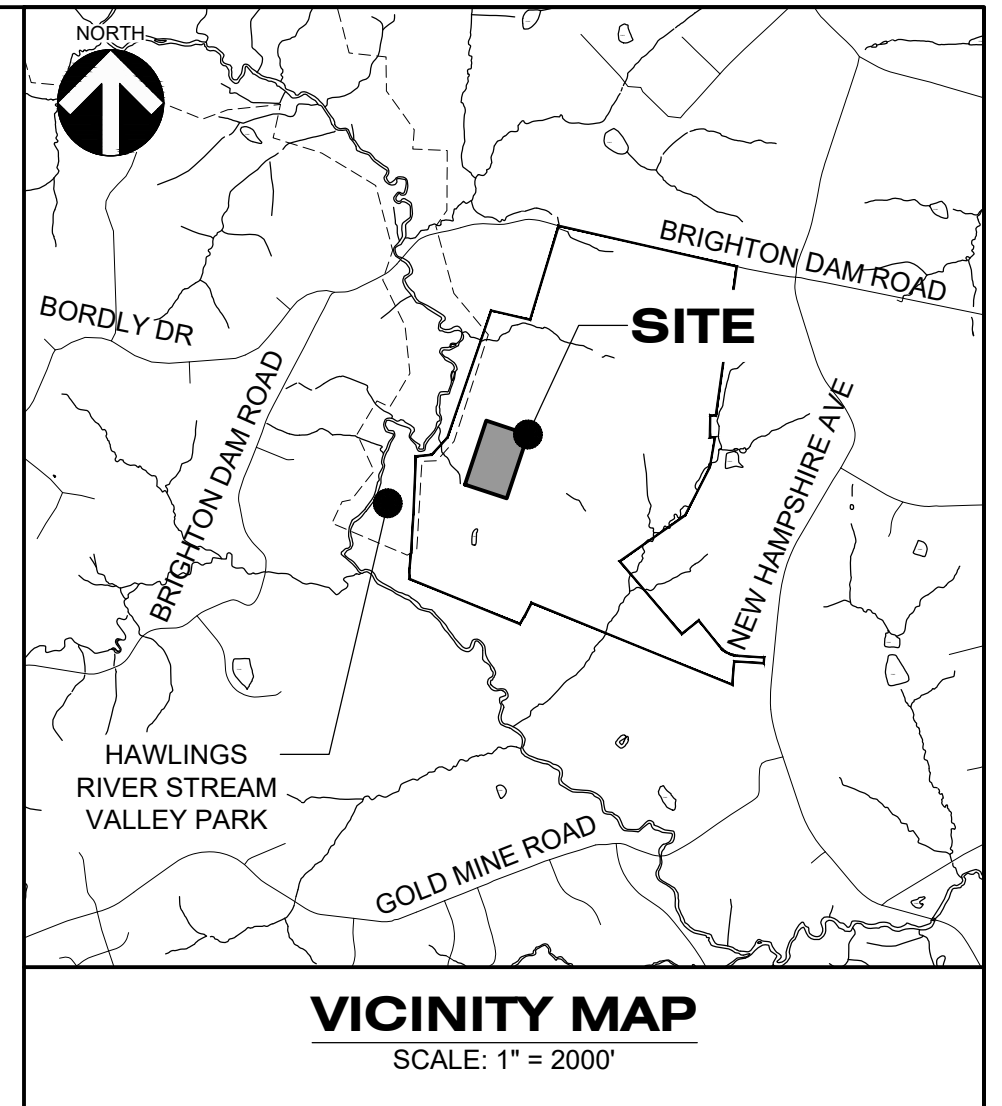 NORTH
BRIGHTON DAM ROAD
BORDLY DR
SITE
BRIGHTON DAM ROAD
NEW HAMPSHIRE AVE
HAWLINGS
RIVER STREAM
VALLEY PARK
GOLD MINE ROAD
VICINITY MAP
SCALE: 1" = 2000'